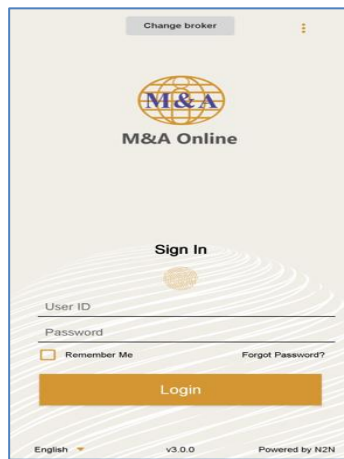 Change broker
M&A
M&A Online
Sign In
User ID
Password
Remember Me Forgot Password?
Login
English v3.0.0 Powered by N2N